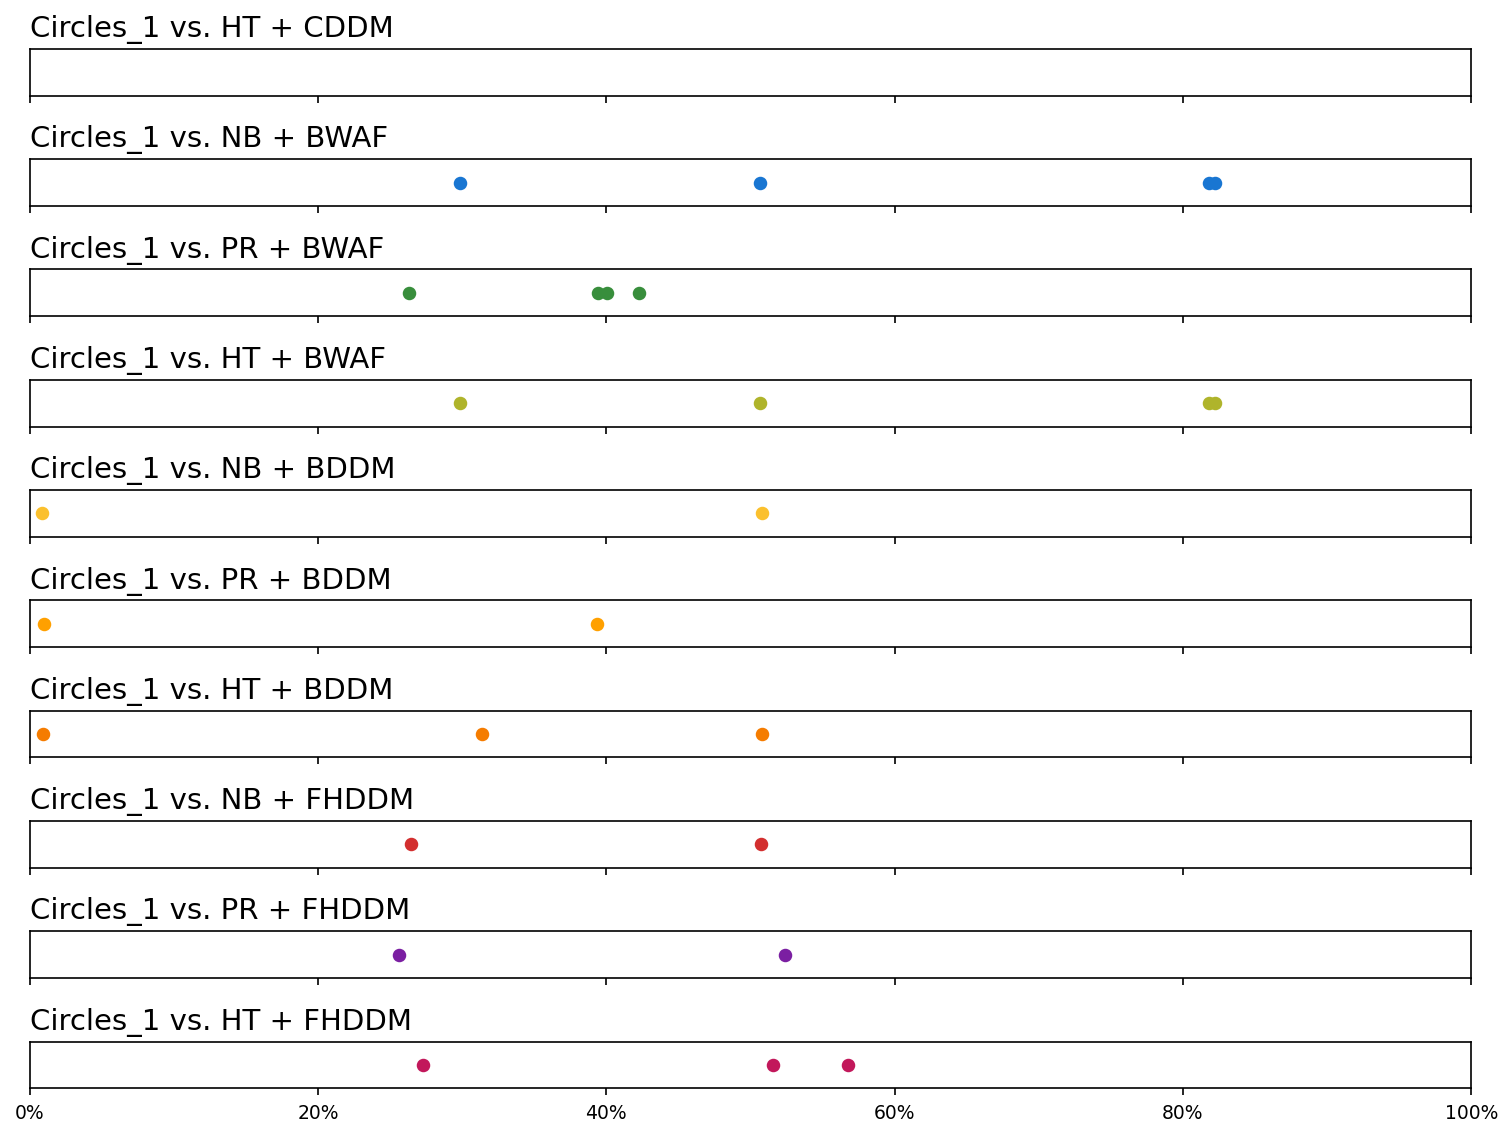 Circles_1 vs. HT + CDDM
Circles_1 vs. NB + BWAF
Circles_1 vs. PR + BWAF
Circles_1 vs. HT + BWAF
Circles_1 vs. NB + BDDM
Circles_1 vs. PR + BDDM
Circles_1 vs. HT + BDDM
Circles_1 vs. NB + FHDDM
Circles_1 vs. PR + FHDDM
Circles_1 vs. HT + FHDDM
0% 20% 40% 60% 80% 100%